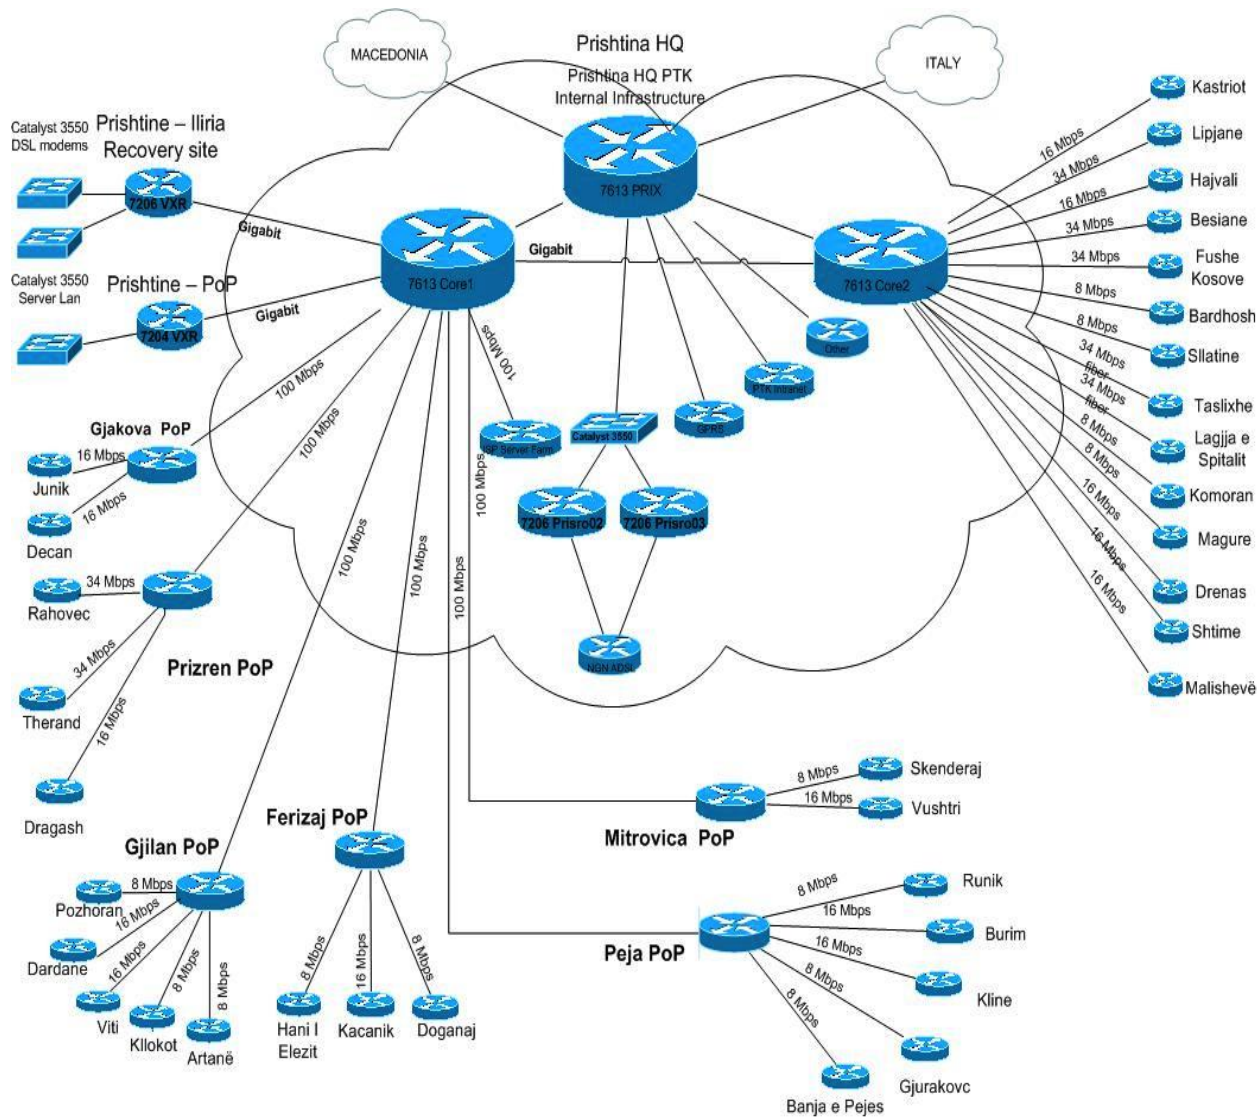 MACEDONIA
Prishtina HQ
ITALY
Prishtina HQ PTK
Internal Infrastructure
Catalyst 3550
DSL modems
Prishtine – Iliria
Recovery site
7206 VXR
Gigabit
7613 PRIX
7613 Core1
Gigabit
7613 Core2
Catalyst 3550
Server Lan
Prishtine – PoP
7204 VXR
Gigabit
16 Mbps
Kastriot
34 Mbps
Lipjane
16 Mbps
Hajvali
34 Mbps
Besiane
34 Mbps
Fushe
Kosove
8 Mbps
Bardhosh
8 Mbps
Sllatine
34 Mbps
fiber
Taslixhe
34 Mbps
fiber
Lagjja e
Spitalit
8 Mbps
Komoran
8 Mbps
Magure
16 Mbps
Drenas
16 Mbps
Shtime
16 Mbps
Malishevë
100 Mbps
100 Mbps
100 Mbps
100 Mbps
100 Mbps
100 Mbps
100 Mbps
Other
PTK Intranet
GPRS
Catalyst 3550
ISP Server Farm
7206 Prisro02
7206 Prisro03
NGN ADSL
Gjakova PoP
16 Mbps
Junik
16 Mbps
Decan
34 Mbps
Rahovec
34 Mbps
Therand
16 Mbps
Dragash
Prizren PoP
Gjilan PoP
8 Mbps
Pozhoran
16 Mbps
Dardane
16 Mbps
Viti
8 Mbps
Kllokot
8 Mbps
Artanë
Ferizaj PoP
8 Mbps
Hani I
Elezit
16 Mbps
Kacanik
8 Mbps
Doganaj
Mitrovica PoP
8 Mbps
Skenderaj
16 Mbps
Vushtri
Peja PoP
8 Mbps
Runik
16 Mbps
Burim
16 Mbps
Kline
8 Mbps
Gjurakovc
8 Mbps
Banja e Pejes